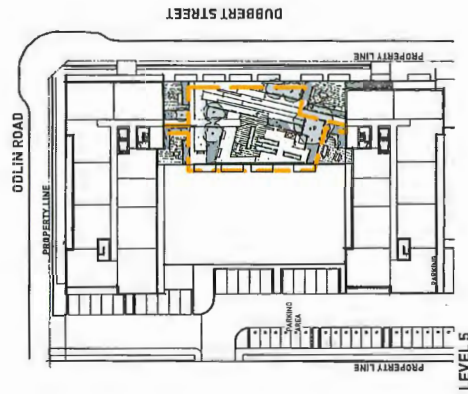 DUBBERT STREET
PROPERTY LINE
ODLIN ROAD
PROPERTY LINE
PARKING
PARKING
AREA
PROPERTY LINE
LEVEL 5